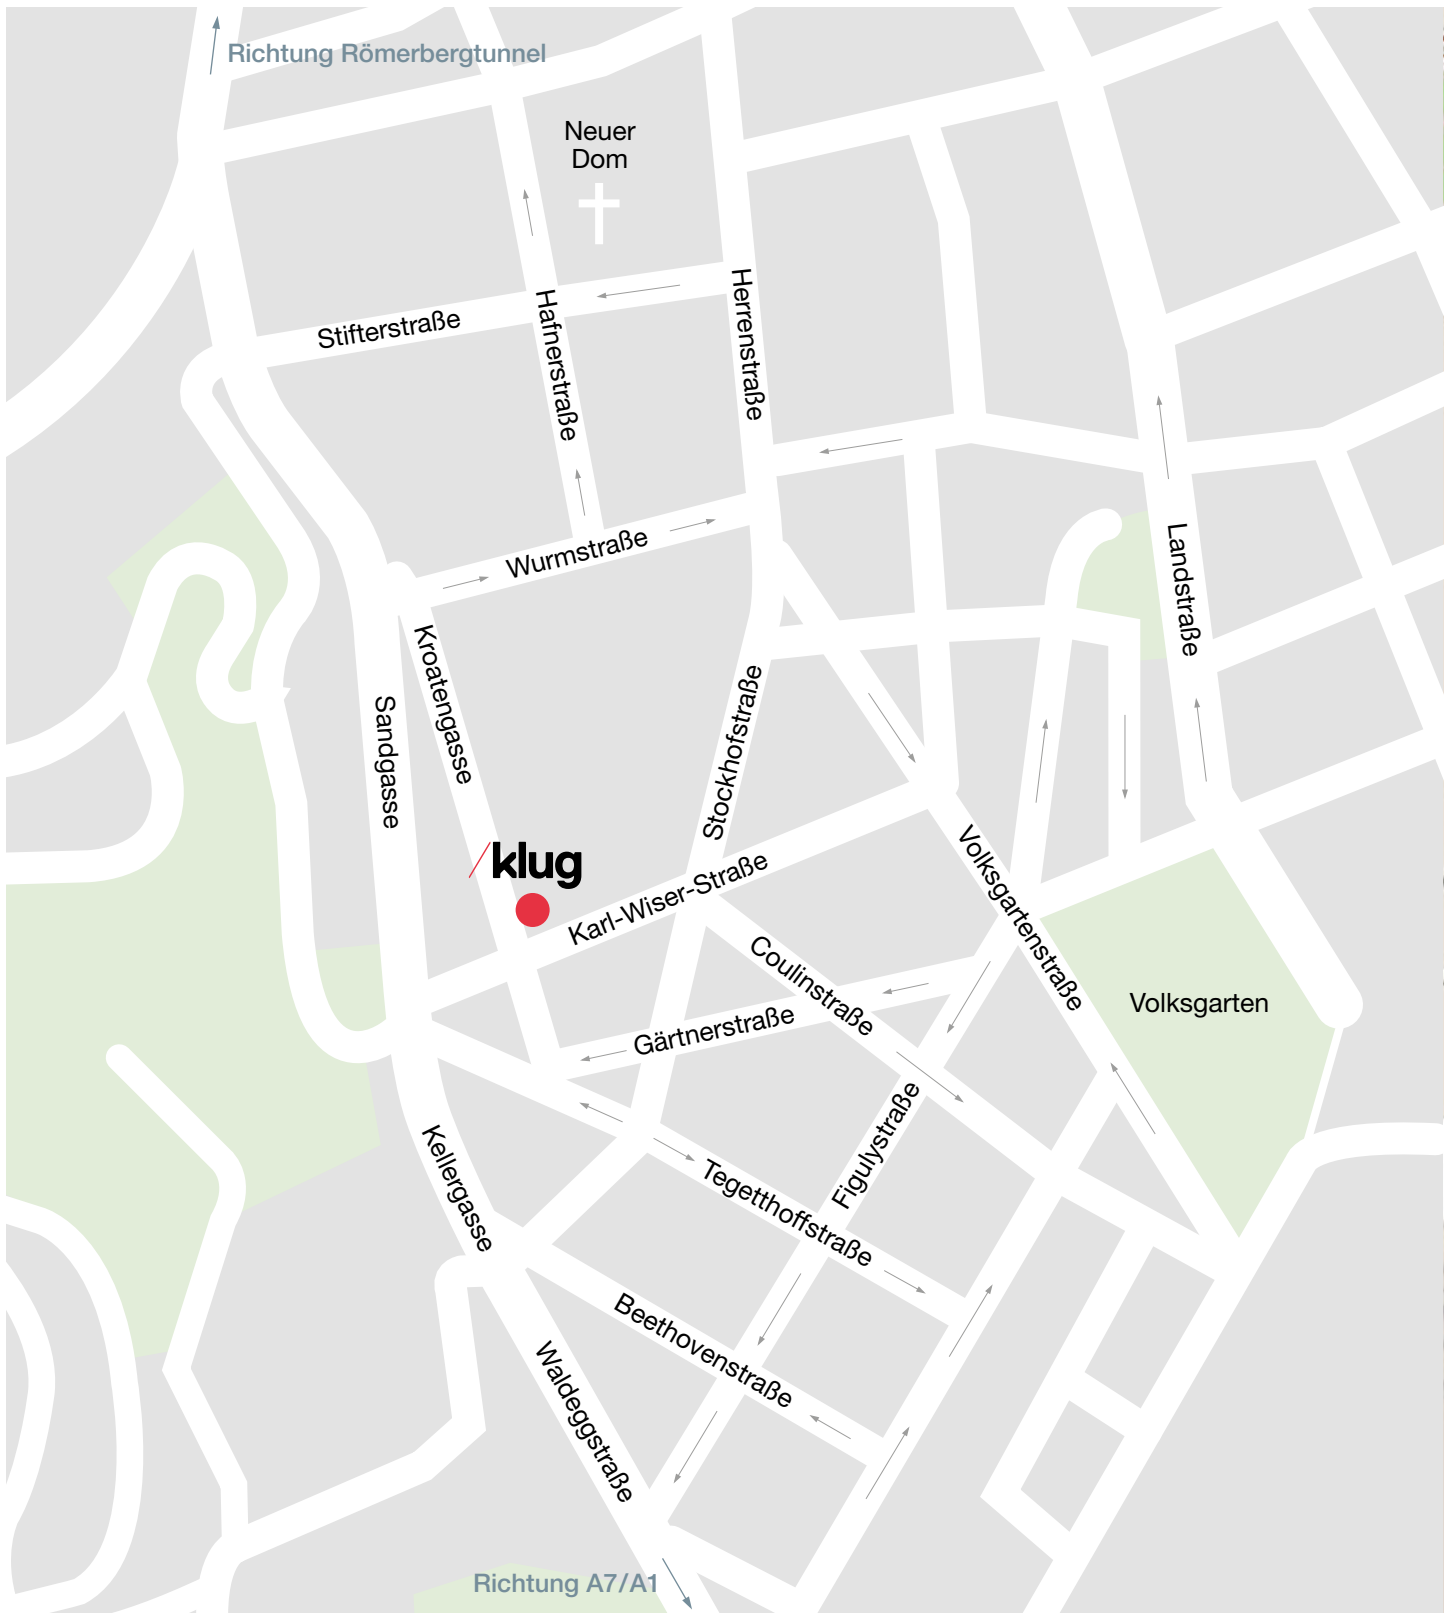 Richtung Römerbergtunnel
Neuer
Dom
Stifterstraße
Hafnerstraße
Herrenstraße
Wurmstraße
Landstraße
Kroatengasse
Sandgasse
Stockhofstraße
klug
Karl-Wiser-Straße
Volksgartenstraße
Coulinstraße
Volksgarten
Gärtnerstraße
Figulystraße
Kellergasse
Tegetthoffstraße
Beethovenstraße
Waldeggstraße
Richtung A7/A1